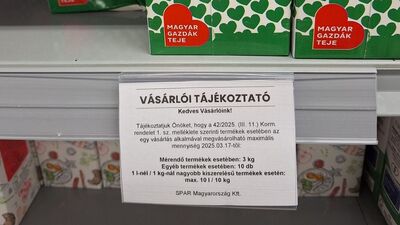 MAGYAR
GAZDÁK
TEJE
MAGYAR
GAZDÁK
TEJE
VÁSÁRLÓI TÁJÉKOZTATÓ
Kedves Vásárlóink!
Tájékoztatjuk Önöket, hogy a 42/2025. (III. 11.) Korm.
rendelet 1. sz. melléklete szerinti termékek esetében az
egy vásárlás alkalmával megvásárolható maximális
mennyiség 2025.03.17-től:
Mérendő termékek esetében: 3 kg
Egyéb termékek esetében: 10 db
1 l-nél / 1 kg-nál nagyobb kiszerelésű termékek esetén:
max. 10 l / 10 kg
SPAR Magyarország Kft.